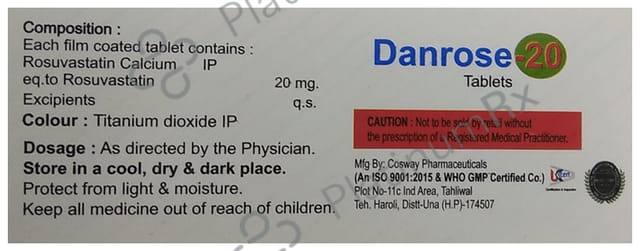 Composition :
Each film coated tablet contains :
Rosuvastatin Calcium IP
eq.to Rosuvastatin 20 mg.
Excipients q.s.
Colour : Titanium dioxide IP
Dosage : As directed by the Physician.
Store in a cool, dry & dark place.
Protect from light & moisture.
Keep all medicine out of reach of children.
Danrose-20
Tablets
CAUTION : Not to be sold by retail without
the prescription of a Registered Medical Practitioner.
Mfg By: Cosway Pharmaceuticals
(An ISO 9001:2015 & WHO GMP Certified Co.)
Plot No-11c Ind Area, Tahliwal
Teh. Haroli, Distt-Una (H.P)-174507
PlatinumRx